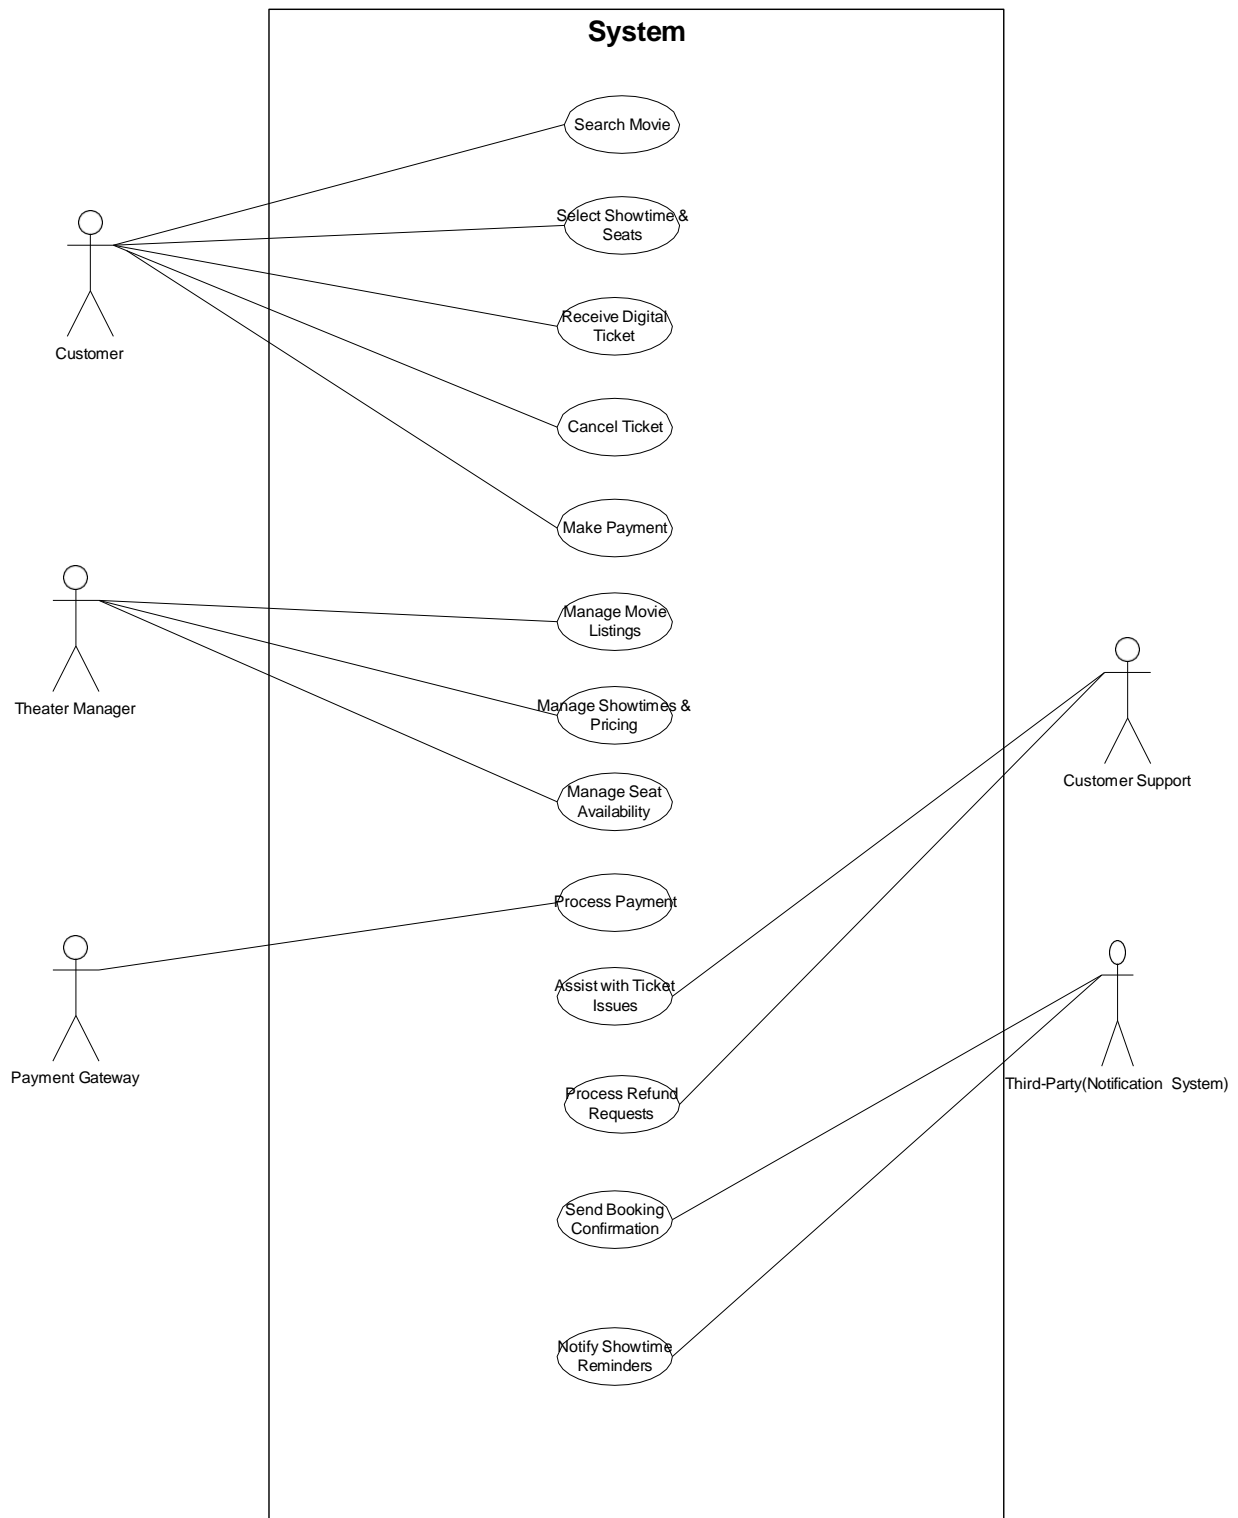 System
Search Movie
Select Showtime &
Seats
Receive Digital
Ticket
Customer
Cancel Ticket
Make Payment
Manage Movie
Listings
Theater Manager
Manage Showtimes &
Pricing
Customer Support
Manage Seat
Availability
Process Payment
Assist with Ticket
Issues
Payment Gateway
Third-Party(Notification System)
Process Refund
Requests
Send Booking
Confirmation
Notify Showtime
Reminders